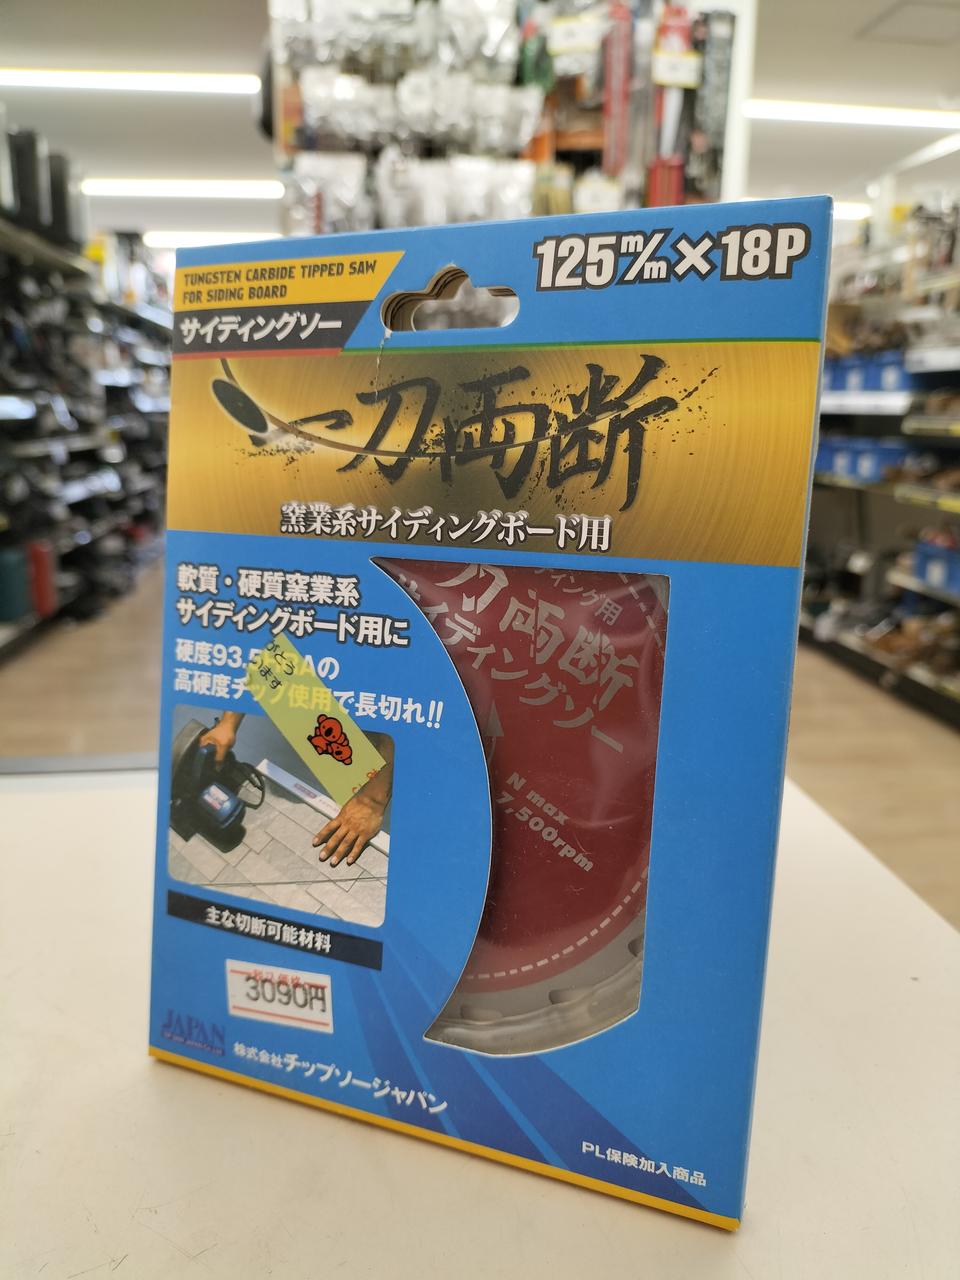 TUNGSTEN CARBIDE TIPPED SAW
FOR SIDING BOARD
サイディングソー
125㎜×18P
一刀両断
窯業系サイディングボード用
軟質・硬質窯業系
サイディングボード用に
硬度93.5
Aの
高硬度チップ使用で長切れ!!
刀両断
サイディングソー
N max
7,500rpm
主な切断可能材料
税込価格
3090円
JAPAN
株式会社チップソージャパン
PL保険加入商品